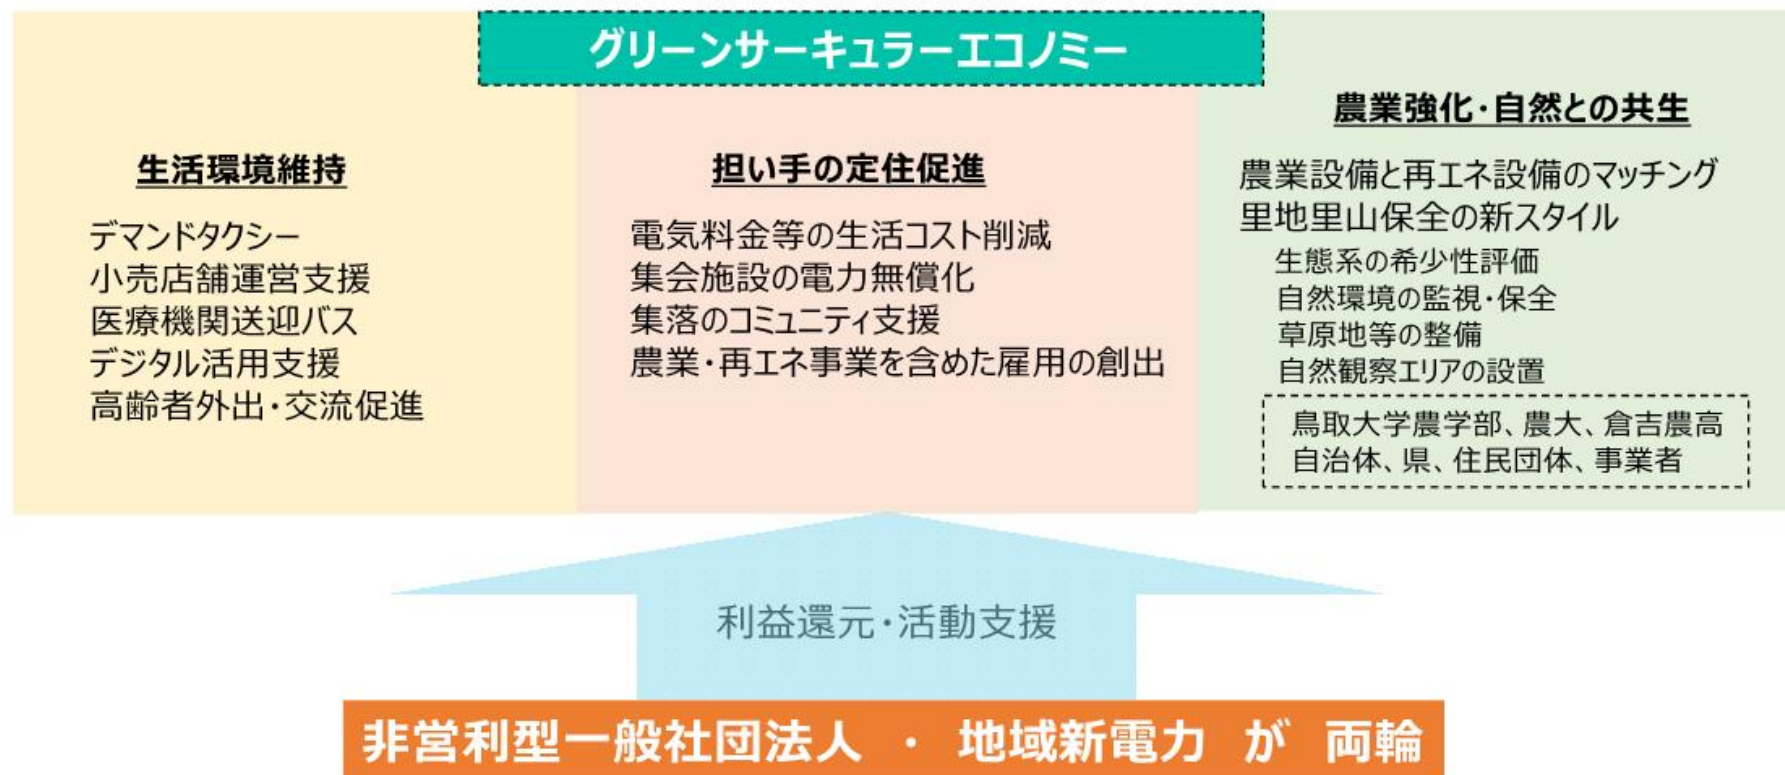 グリーンサーキュラーエコノミー
生活環境維持
デマンドタクシー
小売店舗運営支援
医療機関送迎バス
デジタル活用支援
高齢者外出・交流促進
担い手の定住促進
電気料金等の生活コスト削減
集会施設の電力無償化
集落のコミュニティ支援
農業・再エネ事業を含めた雇用の創出
農業強化・自然との共生
農業設備と再エネ設備のマッチング
里地里山保全の新スタイル
生態系の希少性評価
自然環境の監視・保全
草原地等の整備
自然観察エリアの設置
鳥取大学農学部、農大、倉吉農高
自治体、県、住民団体、事業者
利益還元・活動支援
非営利型一般社団法人 ・ 地域新電力 が 両輪